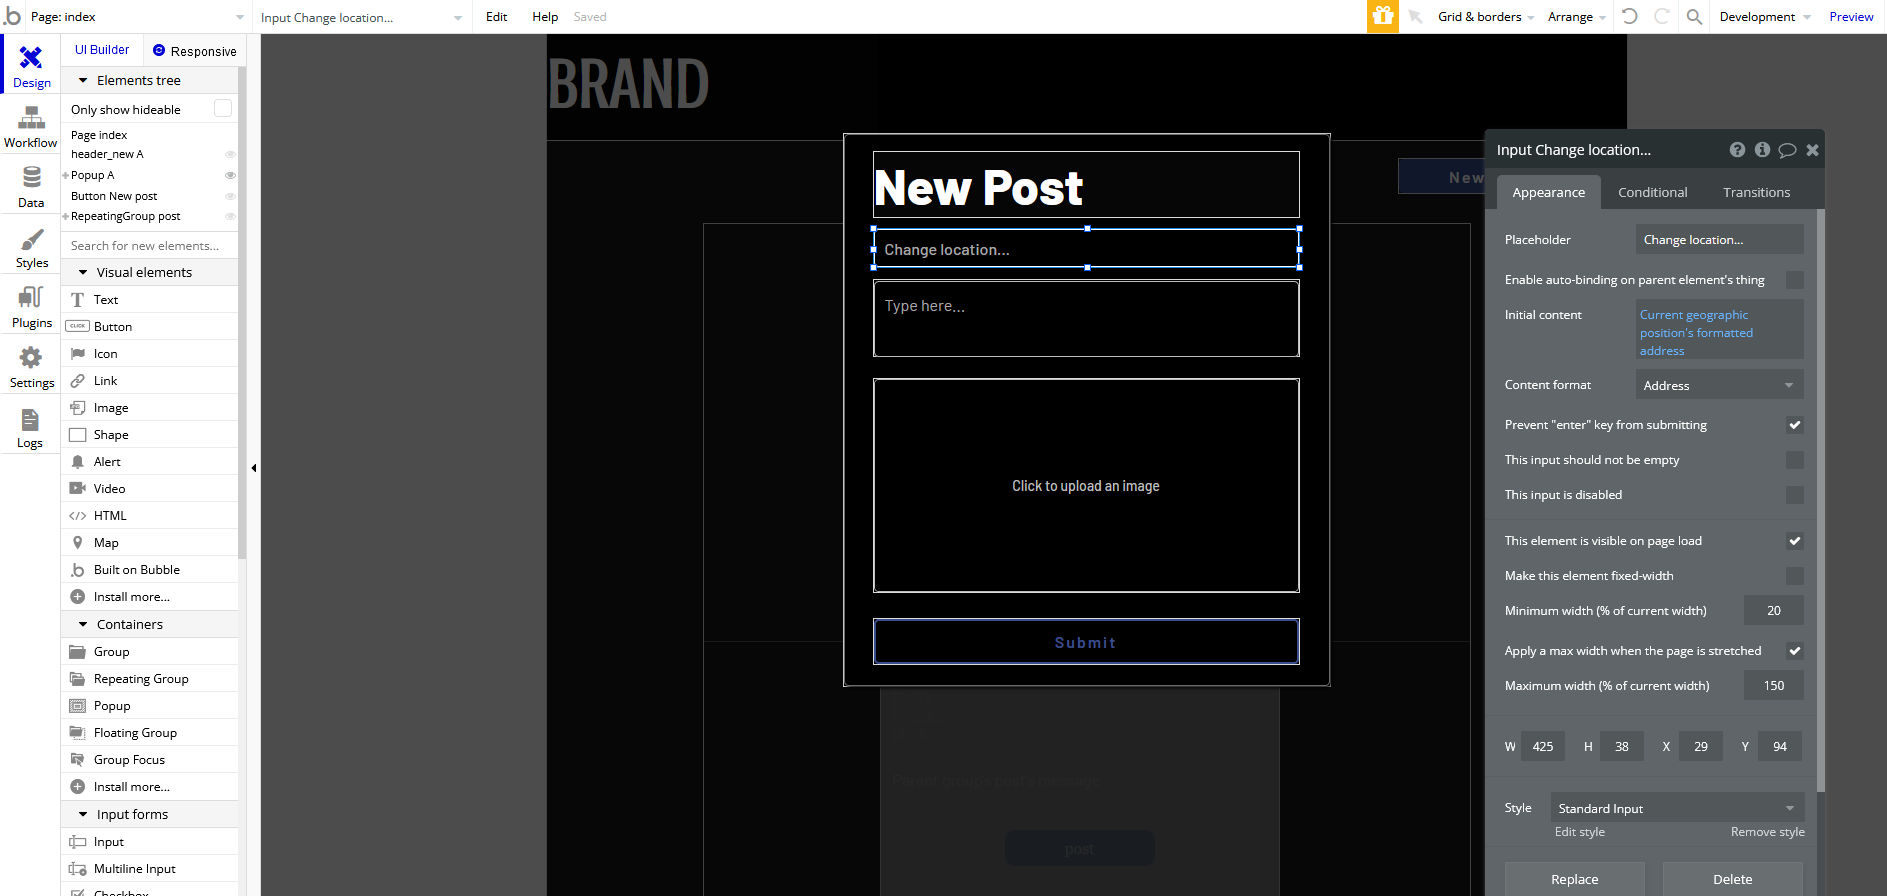 b Page: index Input Change location... Edit Help Saved Grid & borders Arrange Development Preview
UI Builder Responsive
Design
Workflow
Data
Styles
Plugins
Settings
Logs
Elements tree
Only show hideable
Page index
header_new A
Popup A
Button New post
RepeatingGroup post
Search for new elements...
Visual elements
Text
CLICK Button
Icon
Link
Image
Shape
Alert
Video
</> HTML
Map
.b Built on Bubble
Install more...
Containers
Group
Repeating Group
Popup
Floating Group
Group Focus
Install more...
Input forms
Input
Multiline Input
Checkbox
BRAND
New
New Post
Change location...
Type here...
Click to upload an image
Submit
Parent group's post's message
post
Input Change location...
Appearance Conditional Transitions
Placeholder Change location...
Enable auto-binding on parent element's thing
Initial content Current geographic
position's formatted
address
Content format Address
Prevent "enter" key from submitting
This input should not be empty
This input is disabled
This element is visible on page load
Make this element fixed-width
Minimum width (% of current width) 20
Apply a max width when the page is stretched
Maximum width (% of current width) 150
W 425 H 38 X 29 Y 94
Style Standard Input
Edit style Remove style
Replace Delete